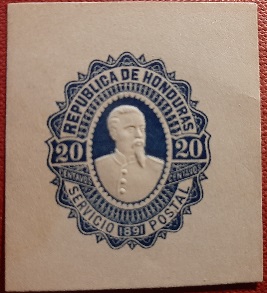 REPUBLICA DE HONDURAS
20 20
CENTAVOS CENTAVOS
SERVICIO 1891 POSTAL